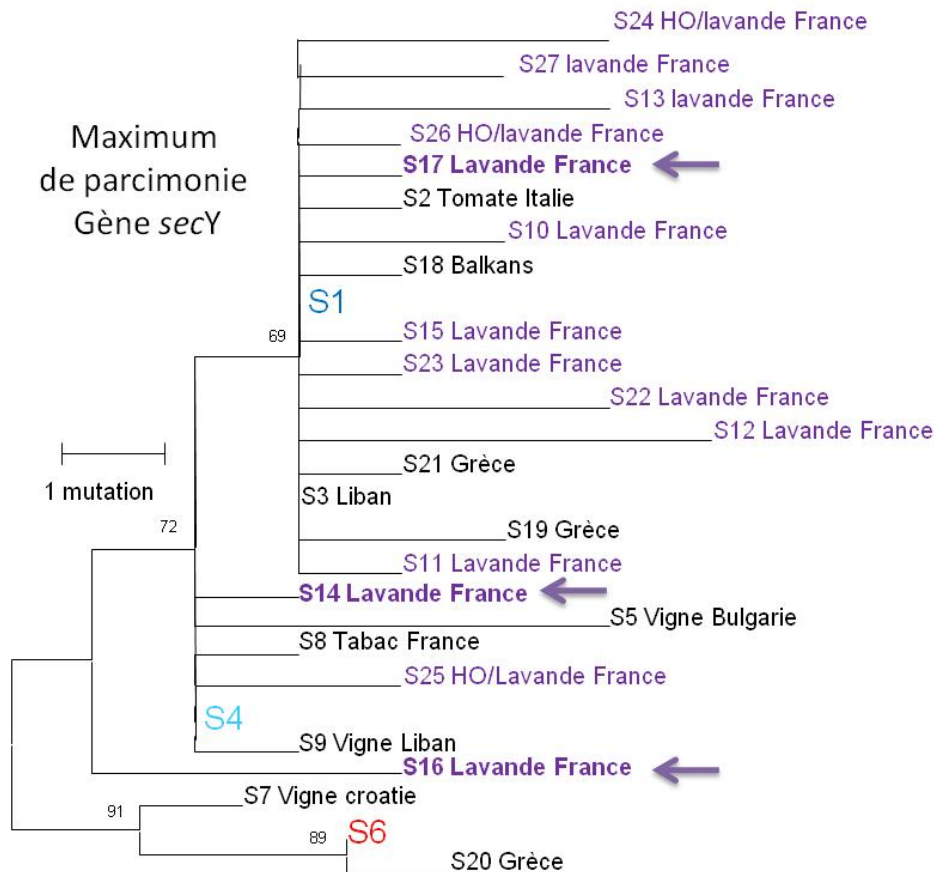 S24 HO/lavande France
S27 lavande France
S13 lavande France
Maximum
de parcimonie
Gène secY
S26 HO/lavande France
S17 Lavande France
S2 Tomate Italie
S10 Lavande France
S18 Balkans
S1
69
S15 Lavande France
S23 Lavande France
S22 Lavande France
S12 Lavande France
S21 Grèce
1 mutation
S3 Liban
72
S19 Grèce
S11 Lavande France
S14 Lavande France
S5 Vigne Bulgarie
S8 Tabac France
S25 HO/Lavande France
S4
S9 Vigne Liban
S16 Lavande France
S7 Vigne croatie
91
89
S6
S20 Grèce